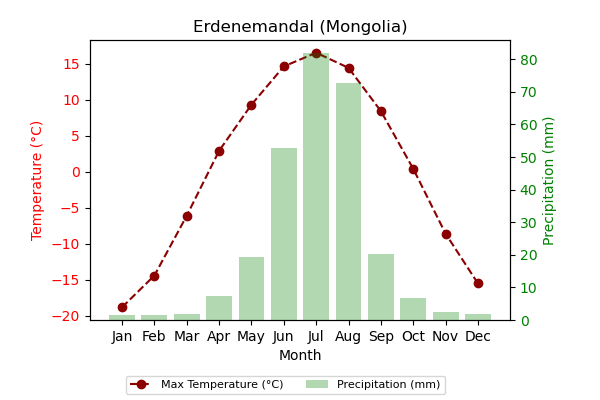 Erdenemandal (Mongolia)
15
10
5
0
−5
−10
−15
−20
Temperature (°C)
80
70
60
50
40
30
20
10
0
Precipitation (mm)
Jan Feb Mar Apr May Jun Jul Aug Sep Oct Nov Dec
Month
Max Temperature (°C) Precipitation (mm)